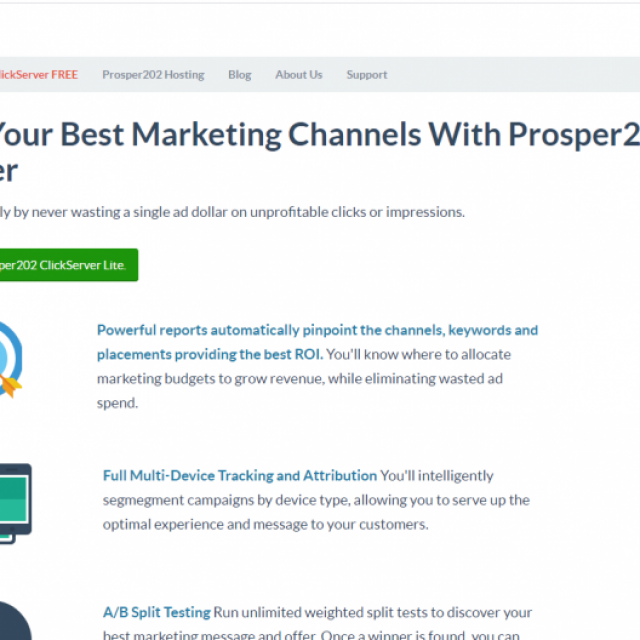 lickServer FREE Prosper202 Hosting Blog About Us Support
Your Best Marketing Channels With Prosper2
er
ly by never wasting a single ad dollar on unprofitable clicks or impressions.
per202 ClickServer Lite.
Powerful reports automatically pinpoint the channels, keywords and
placements providing the best ROI. You'll know where to allocate
marketing budgets to grow revenue, while eliminating wasted ad
spend.
Full Multi-Device Tracking and Attribution You'll intelligently
segmegment campaigns by device type, allowing you to serve up the
optimal experience and message to your customers.
A/B Split Testing Run unlimited weighted split tests to discover your
best marketing message and offer. Once a winner is found, you can